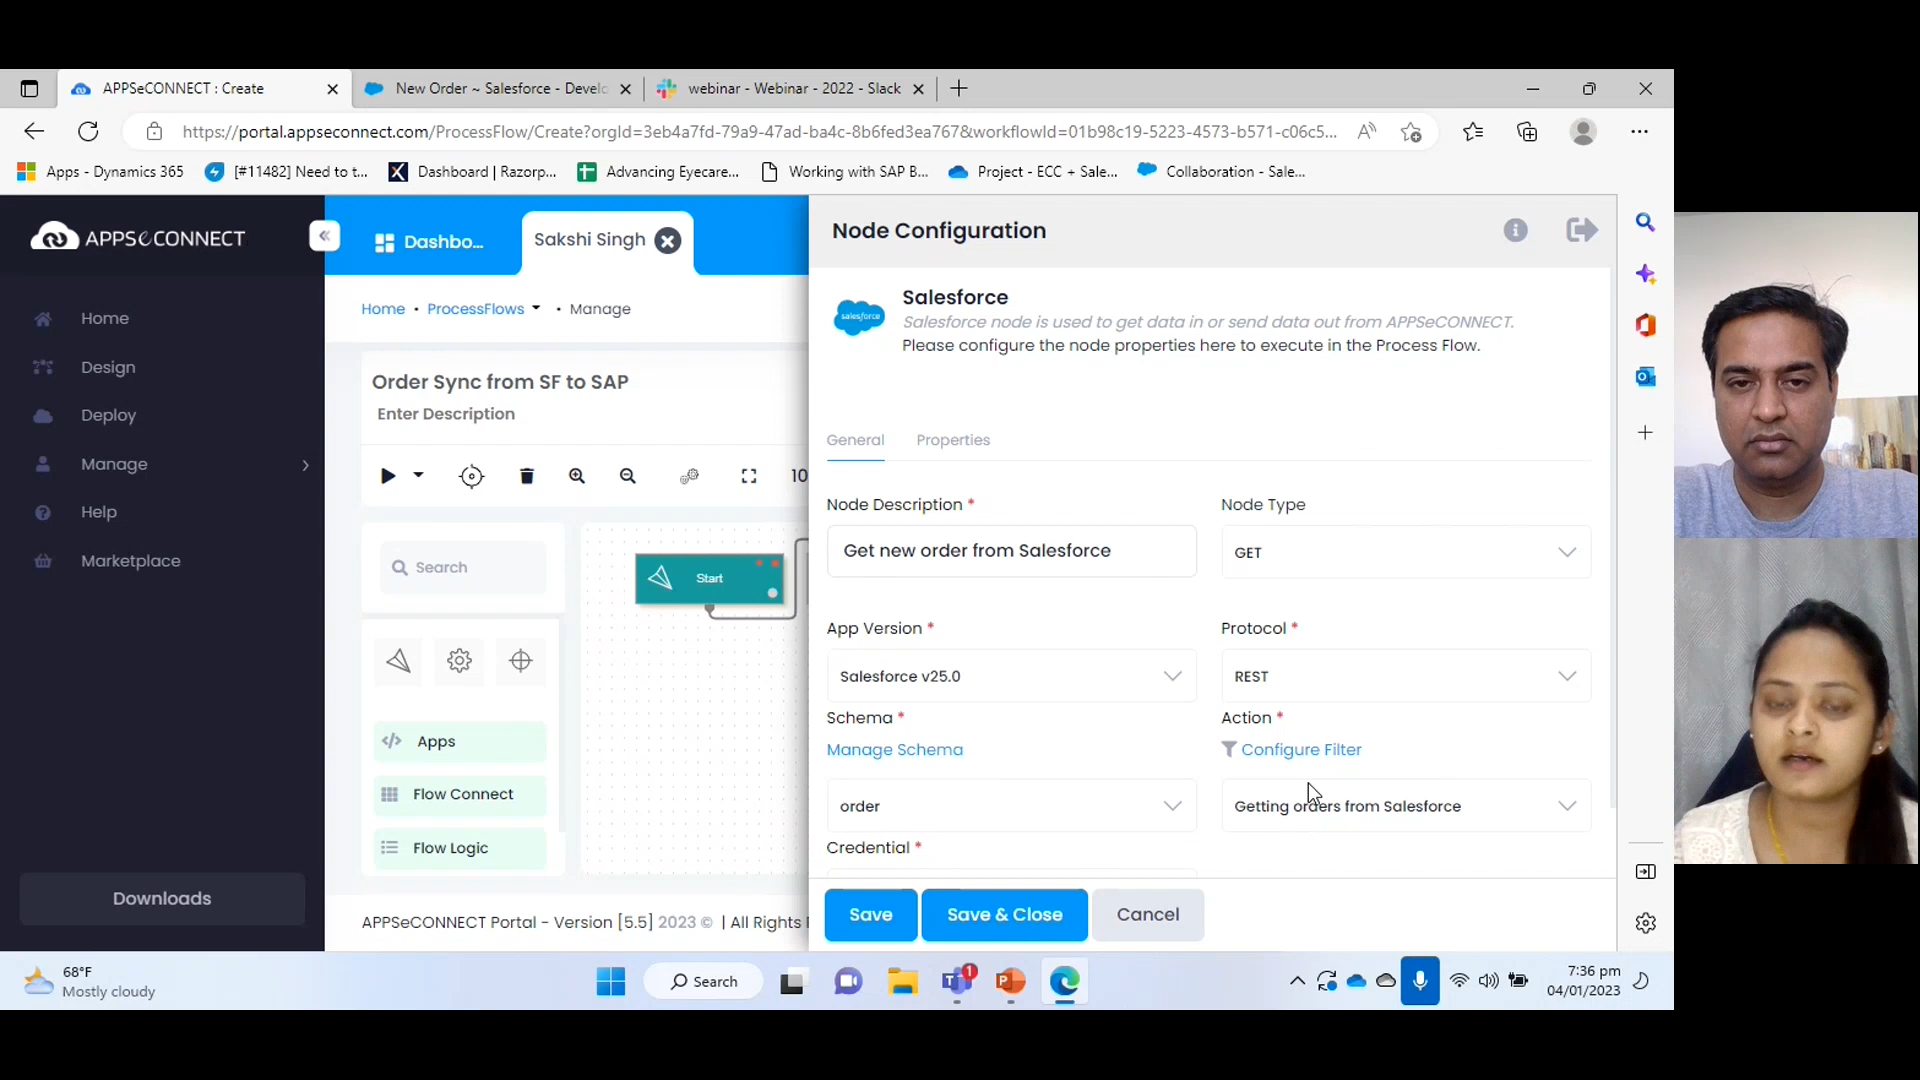 APPSeCONNECT : Create
New Order ~ Salesforce - Develo
webinar - Webinar - 2022 - Slack
https://portal.appseconnect.com/ProcessFlow/Create?orgId=3eb4a7fd-79a9-47ad-ba4c-8b6fed3ea767&workflowId=01b98c19-5223-4573-b571-c06c5...
Apps - Dynamics 365
[#11482] Need to t...
Dashboard | Razorp...
Advancing Eyecare...
Working with SAP B...
Project - ECC + Sale...
Collaboration - Sale...
APPSeCONNECT
Home
Design
Deploy
Manage
Help
Marketplace
Downloads
Dashbo...
Sakshi Singh
Home • ProcessFlows • Manage
Order Sync from SF to SAP
Enter Description
10
Search
Start
Apps
Flow Connect
Flow Logic
APPSeCONNECT Portal - Version [5.5] 2023 © | All Rights
Node Configuration
salesforce
Salesforce
Salesforce node is used to get data in or send data out from APPSeCONNECT.
Please configure the node properties here to execute in the Process Flow.
General
Properties
Node Description *
Node Type
Get new order from Salesforce
GET
App Version *
Protocol *
Salesforce v25.0
REST
Schema *
Action *
Manage Schema
Configure Filter
order
Getting orders from Salesforce
Credential *
Save
Save & Close
Cancel
68°F
Mostly cloudy
Search
1
7:36 pm
04/01/2023